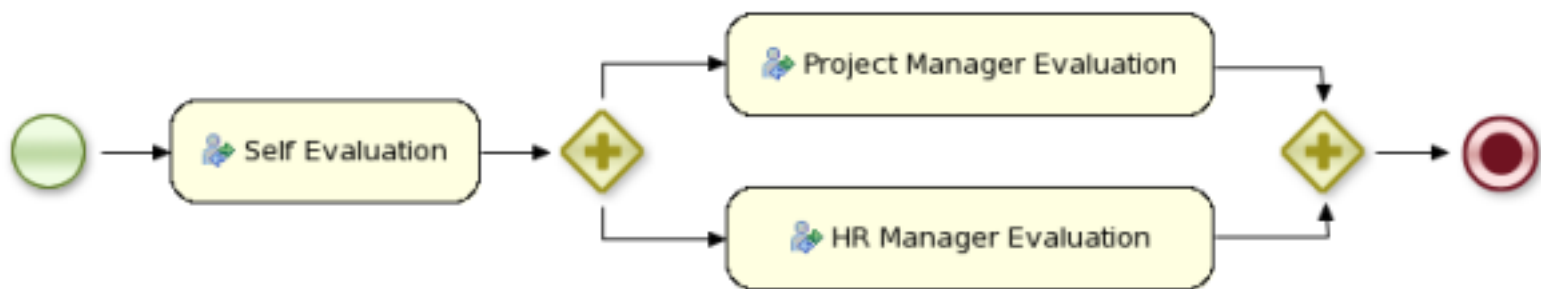 Self Evaluation
Project Manager Evaluation
HR Manager Evaluation